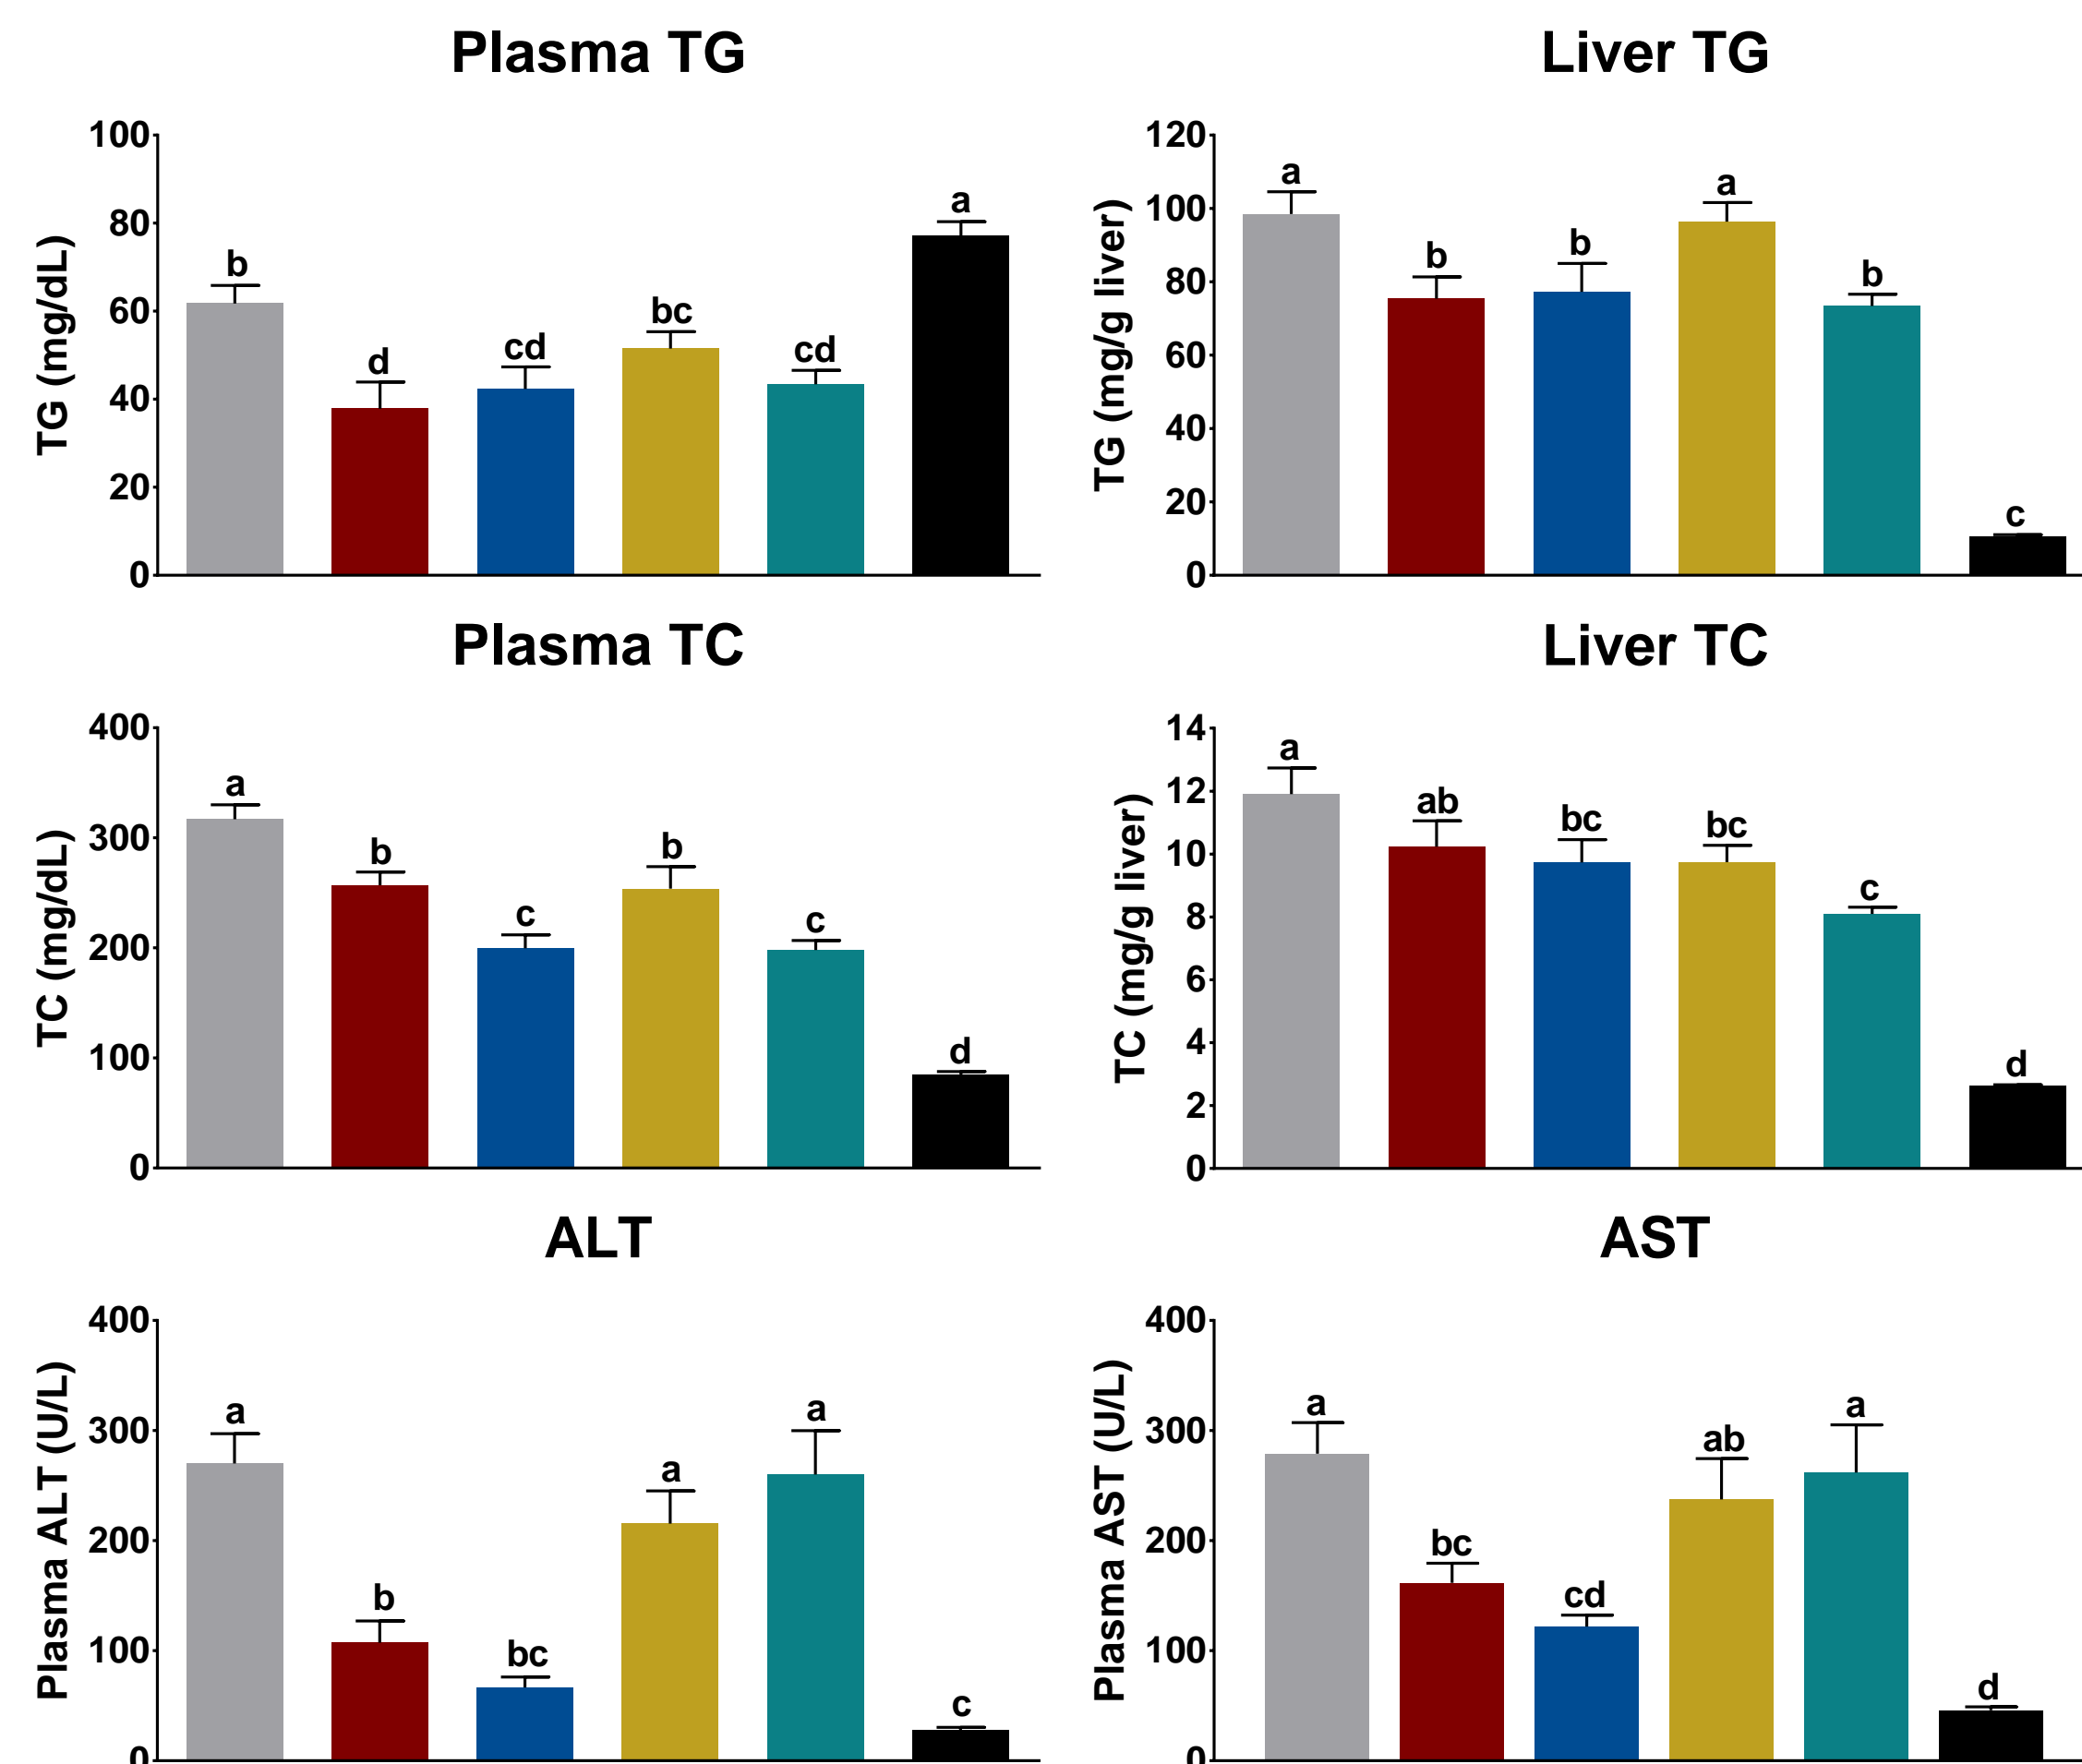 Plasma TG
TG (mg/dL)
100
80
60
40
20
0
b
d
cd
bc
cd
a
Liver TG
TG (mg/g liver)
120
100
80
60
40
20
0
a
b
b
a
b
c
Plasma TC
TC (mg/dL)
400
300
200
100
0
a
b
c
b
c
d
Liver TC
TC (mg/g liver)
14
12
10
8
6
4
2
0
a
ab
bc
bc
c
d
ALT
Plasma ALT (U/L)
400
300
200
100
0
a
b
bc
a
a
c
AST
Plasma AST (U/L)
400
300
200
100
0
a
bc
cd
ab
a
d